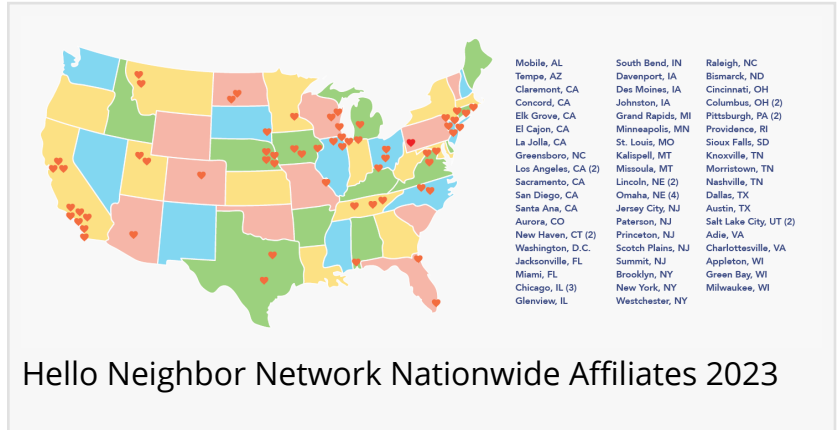 Mobile, AL
Tempe, AZ
Claremont, CA
Concord, CA
Elk Grove, CA
El Cajon, CA
La Jolla, CA
Greensboro, NC
Los Angeles, CA (2)
Sacramento, CA
San Diego, CA
Santa Ana, CA
Aurora, CO
New Haven, CT (2)
Washington, D.C.
Jacksonville, FL
Miami, FL
Chicago, IL (3)
Glenview, IL
South Bend, IN
Davenport, IA
Des Moines, IA
Johnston, IA
Grand Rapids, MI
Minneapolis, MN
St. Louis, MO
Kalispell, MT
Missoula, MT
Lincoln, NE (2)
Omaha, NE (4)
Jersey City, NJ
Paterson, NJ
Princeton, NJ
Scotch Plains, NJ
Summit, NJ
Brooklyn, NY
New York, NY
Westchester, NY
Raleigh, NC
Bismarck, ND
Cincinnati, OH
Columbus, OH (2)
Pittsburgh, PA (2)
Providence, RI
Sioux Falls, SD
Knoxville, TN
Morristown, TN
Nashville, TN
Dallas, TX
Austin, TX
Salt Lake City, UT (2)
Adie, VA
Charlottesville, VA
Appleton, WI
Green Bay, WI
Milwaukee, WI
Hello Neighbor Network Nationwide Affiliates 2023